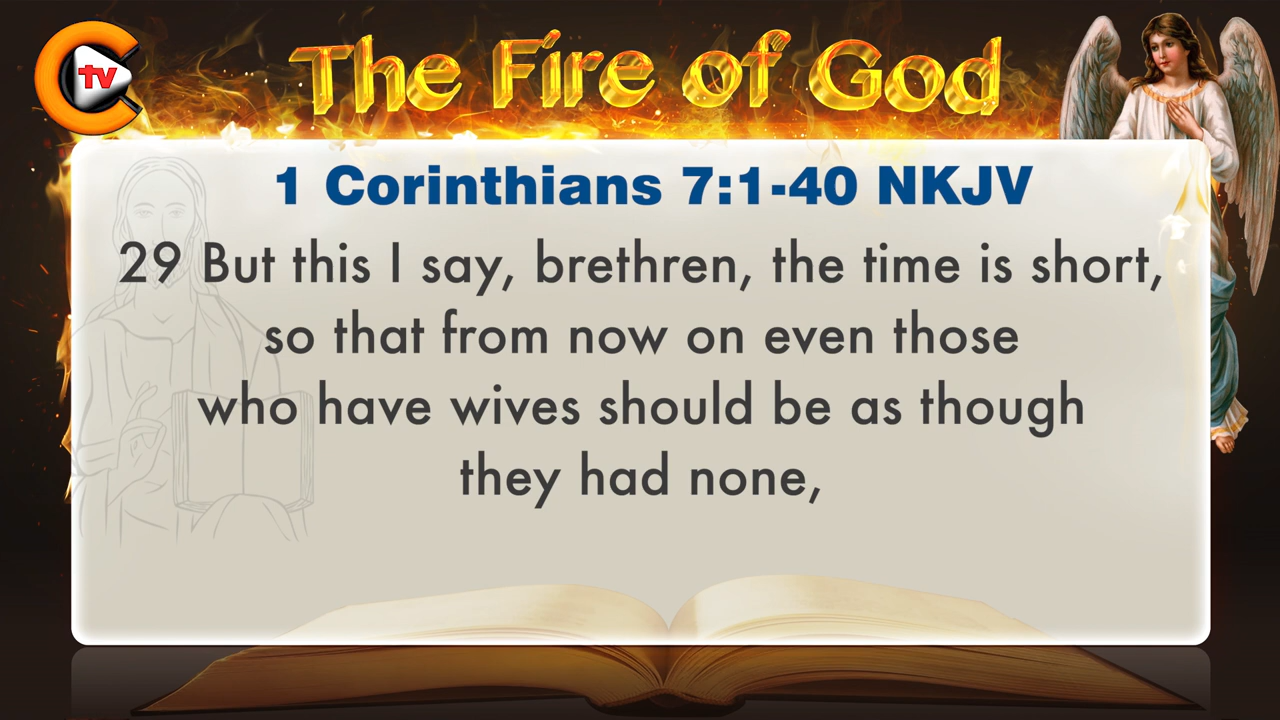 tv
The Fire of God
1 Corinthians 7:1-40 NKJV
29 But this I say, brethren, the time is short,
so that from now on even those
who have wives should be as though
they had none,